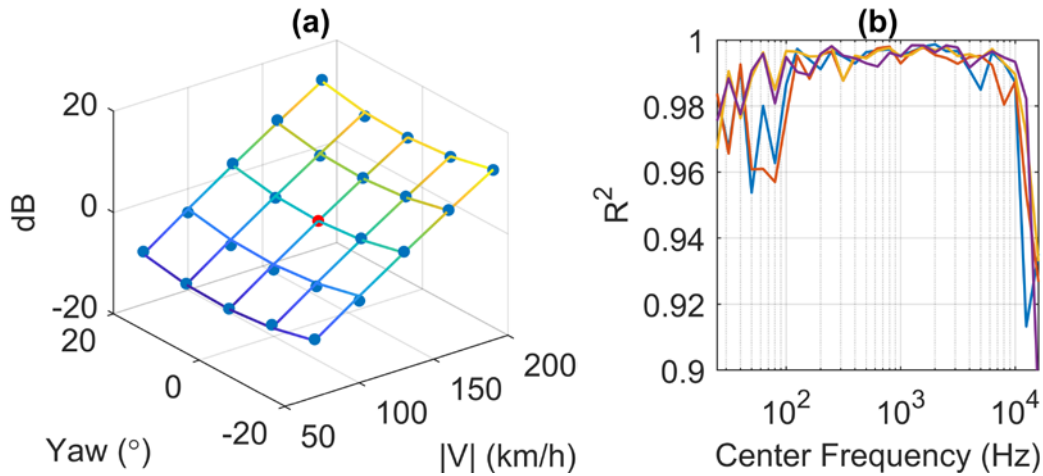 (a)
20
0
-20
dB
20
0
-20
Yaw (°)
50
100
150
200
|V| (km/h)
(b)
1
0.98
0.96
0.94
0.92
0.9
R²
10² 10³ 10⁴
Center Frequency (Hz)